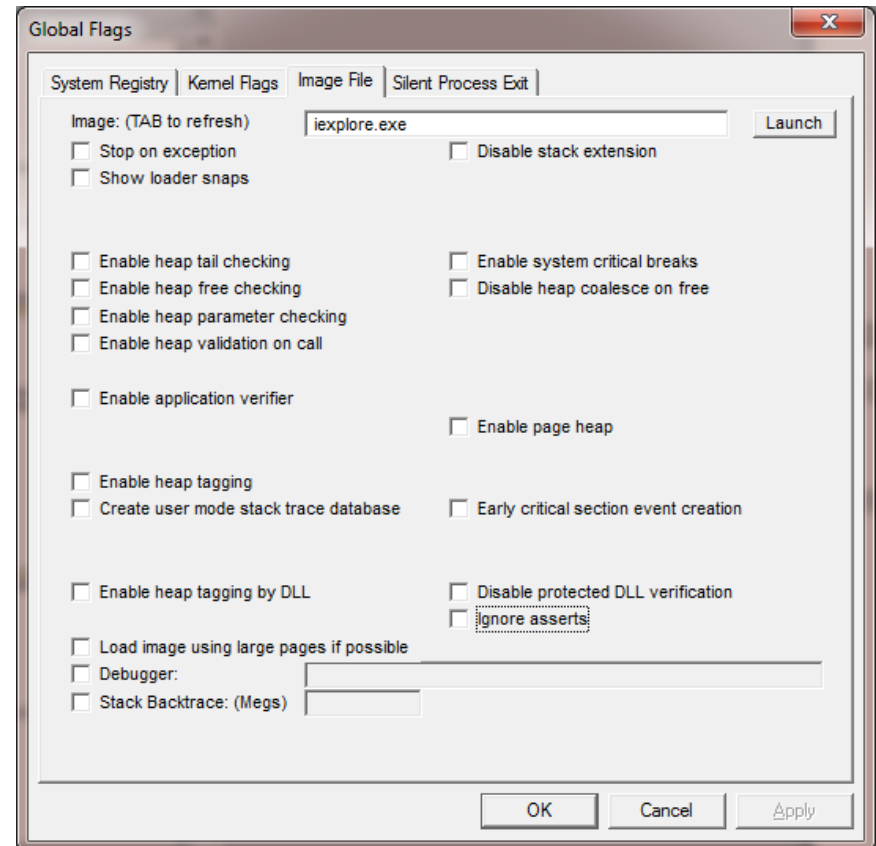 Global Flags
System Registry Kernel Flags Image File Silent Process Exit
Image: (TAB to refresh) iexplore.exe Launch
Stop on exception Disable stack extension
Show loader snaps
Enable heap tail checking Enable system critical breaks
Enable heap free checking Disable heap coalesce on free
Enable heap parameter checking
Enable heap validation on call
Enable application verifier
Enable page heap
Enable heap tagging
Create user mode stack trace database Early critical section event creation
Enable heap tagging by DLL Disable protected DLL verification
Ignore asserts
Load image using large pages if possible
Debugger:
Stack Backtrace: (Megs)
OK Cancel Apply